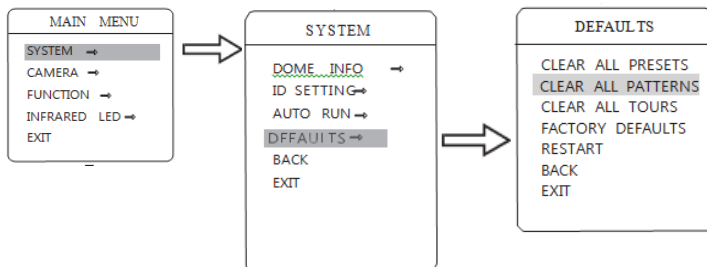 MAIN MENU
SYSTEM →
CAMERA →
FUNCTION →
INFRARED LED →
EXIT
SYSTEM
DOME INFO →
ID SETTING→
AUTO RUN →
DFFAUITS →
BACK
EXIT
DEFAULTS
CLEAR ALL PRESETS
CLEAR ALL PATTERNS
CLEAR ALL TOURS
FACTORY DEFAULTS
RESTART
BACK
EXIT